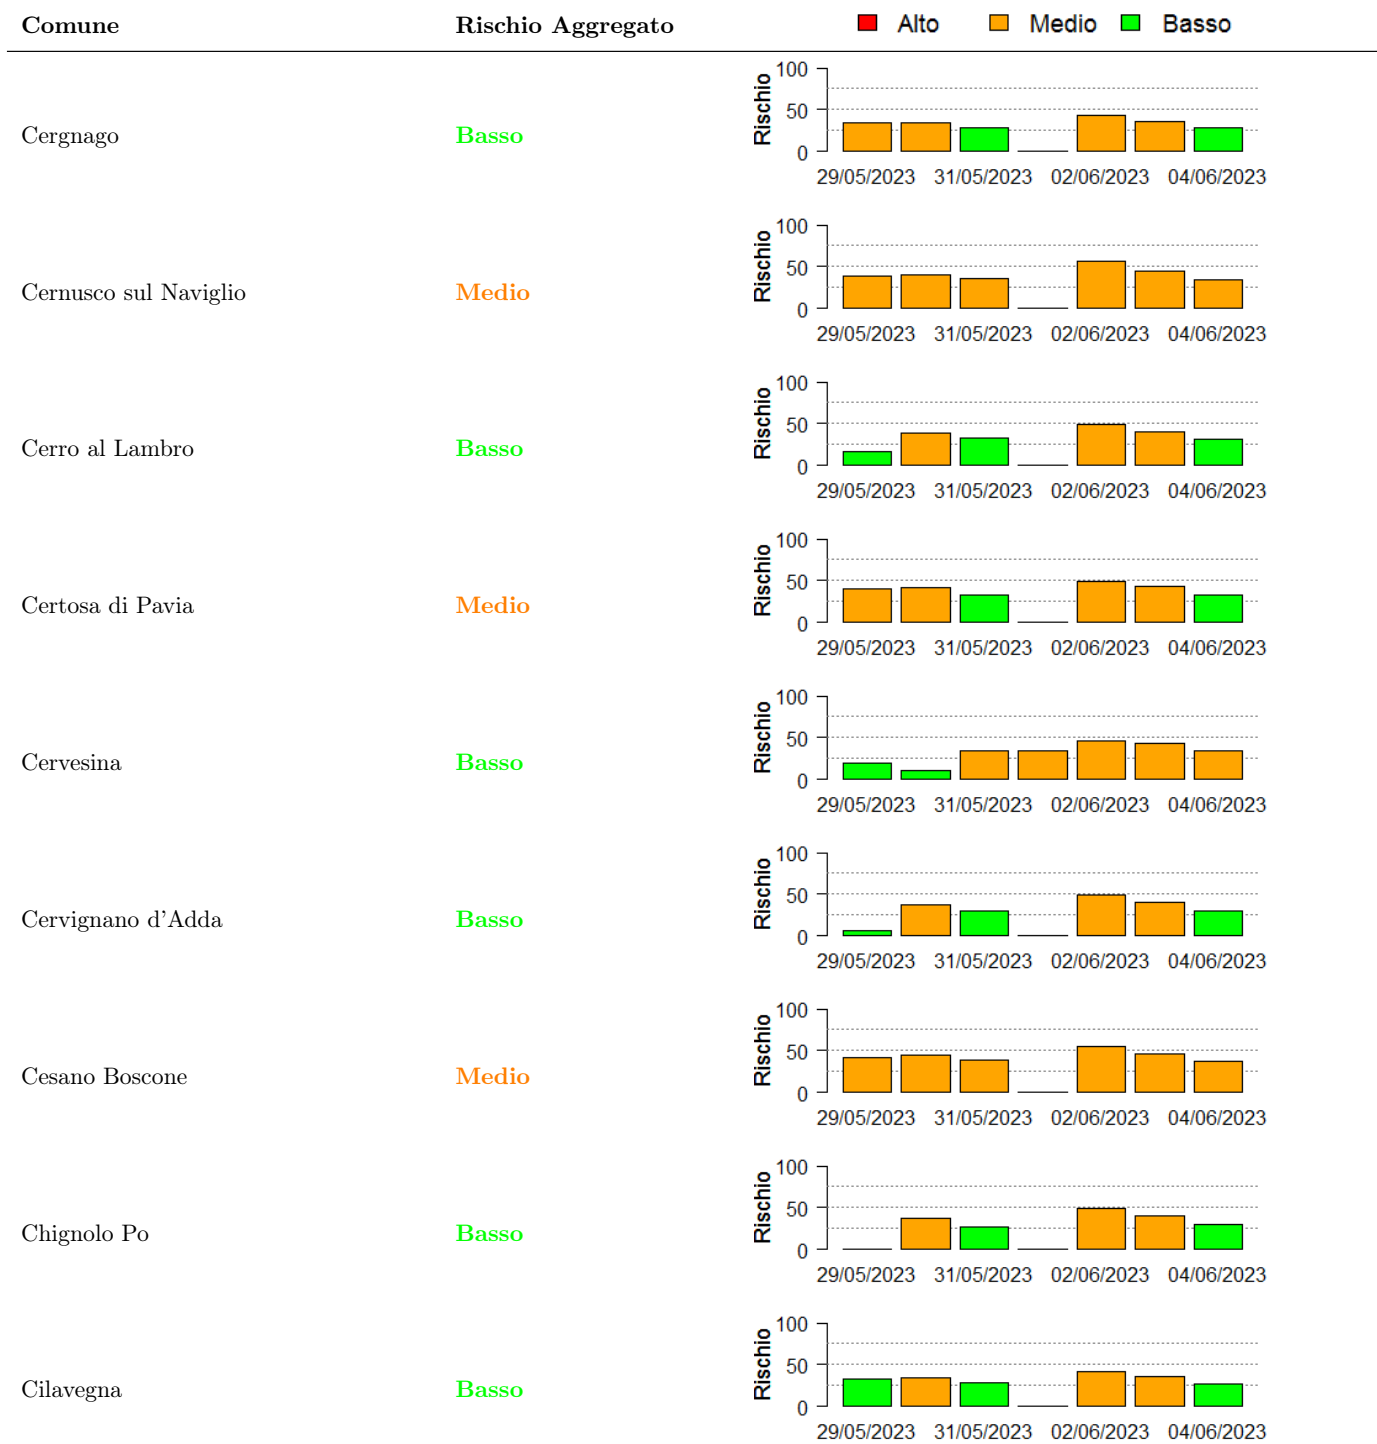 Comune Rischio Aggregato Alto Medio Basso
Cergnago Basso
Rischio
100
50
0
29/05/2023 31/05/2023 02/06/2023 04/06/2023
Cernusco sul Naviglio Medio
Rischio
100
50
0
29/05/2023 31/05/2023 02/06/2023 04/06/2023
Cerro al Lambro Basso
Rischio
100
50
0
29/05/2023 31/05/2023 02/06/2023 04/06/2023
Certosa di Pavia Medio
Rischio
100
50
0
29/05/2023 31/05/2023 02/06/2023 04/06/2023
Cervesina Basso
Rischio
100
50
0
29/05/2023 31/05/2023 02/06/2023 04/06/2023
Cervignano d'Adda Basso
Rischio
100
50
0
29/05/2023 31/05/2023 02/06/2023 04/06/2023
Cesano Boscone Medio
Rischio
100
50
0
29/05/2023 31/05/2023 02/06/2023 04/06/2023
Chignolo Po Basso
Rischio
100
50
0
29/05/2023 31/05/2023 02/06/2023 04/06/2023
Cilavegna Basso
Rischio
100
50
0
29/05/2023 31/05/2023 02/06/2023 04/06/2023